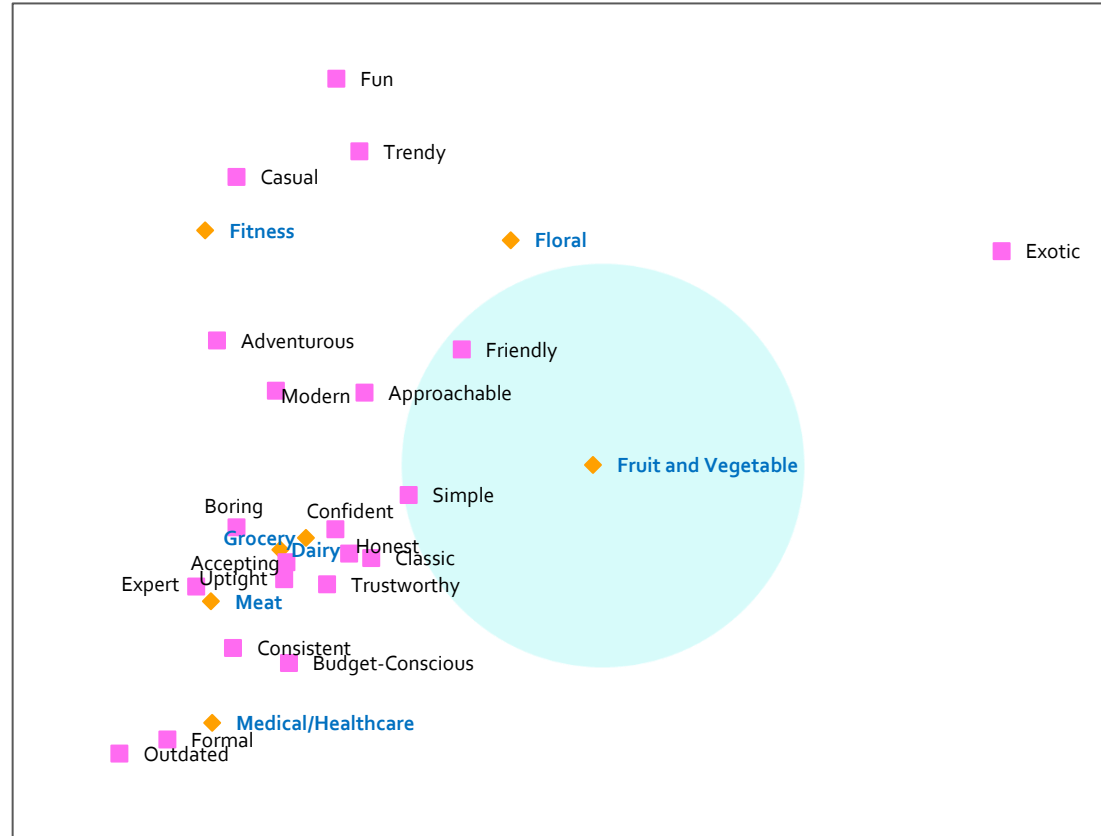 Fun
Trendy
Casual
Fitness
Floral
Exotic
Adventurous
Friendly
Modern
Approachable
Fruit and Vegetable
Simple
Boring
Confident
Grocery
Honest
Dairy
Classic
Accepting
Uptight
Expert
Trustworthy
Meat
Consistent
Budget-Conscious
Medical/Healthcare
Formal
Outdated